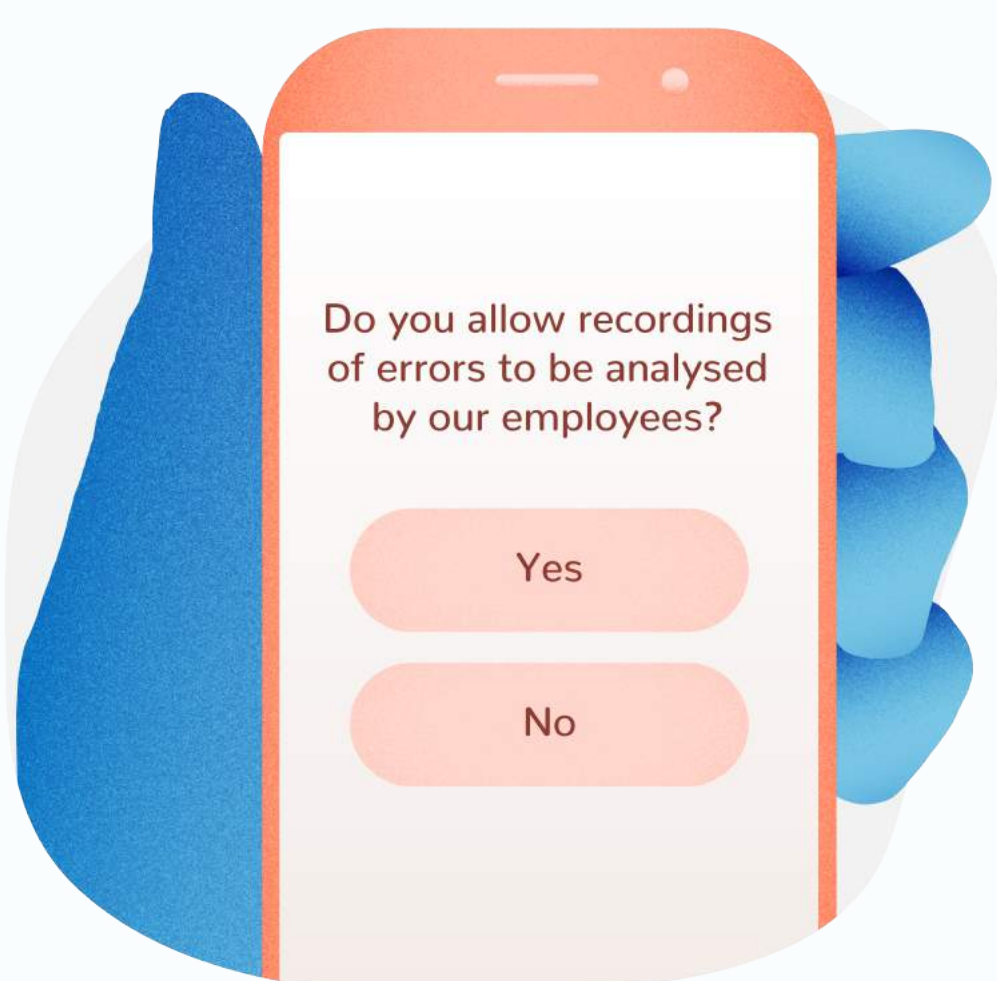 Do you allow recordings
of errors to be analysed
by our employees?
Yes
No